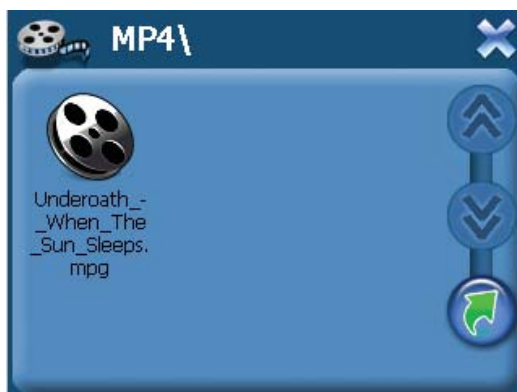 MP4\
Underoath_-
_When_The
_Sun_Sleeps.
mpg